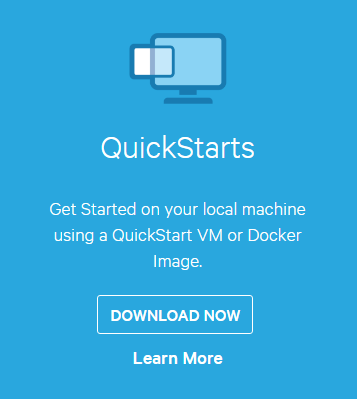 QuickStarts
Get Started on your local machine
using a QuickStart VM or Docker
Image.
DOWNLOAD NOW
Learn More